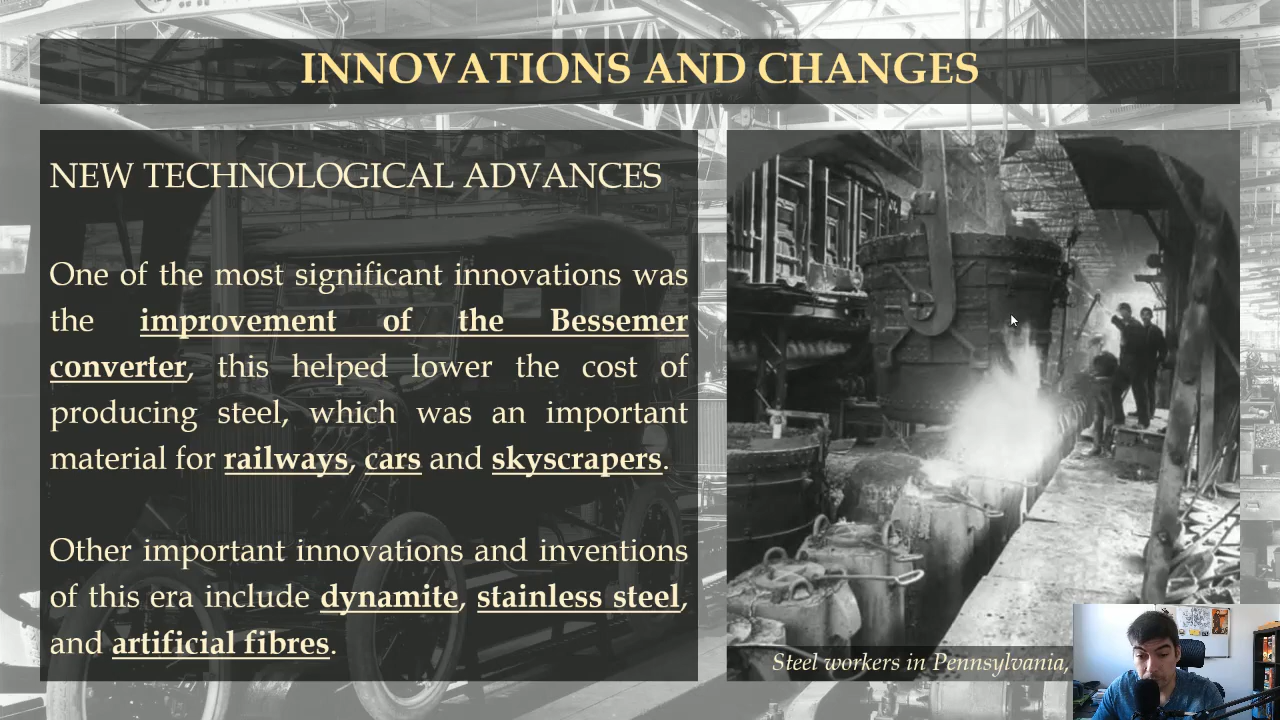 INNOVATIONS AND CHANGES
NEW TECHNOLOGICAL ADVANCES
One of the most significant innovations was
the improvement of the Bessemer
converter, this helped lower the cost of
producing steel, which was an important
material for railways, cars and skyscrapers.
Other important innovations and inventions
of this era include dynamite, stainless steel,
and artificial fibres.
Steel workers in Pennsylvania,